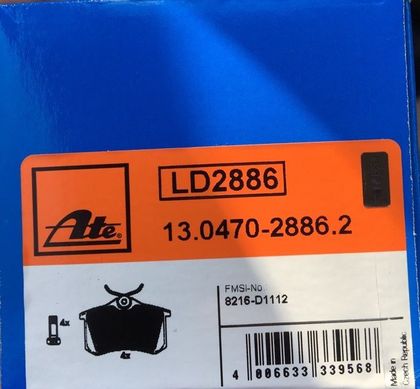 LD2886
Ate®
13.0470-2886.2
FMSI-No
8216-D1112
4x
4x
4 006633 339568
Made in
Czech Republic